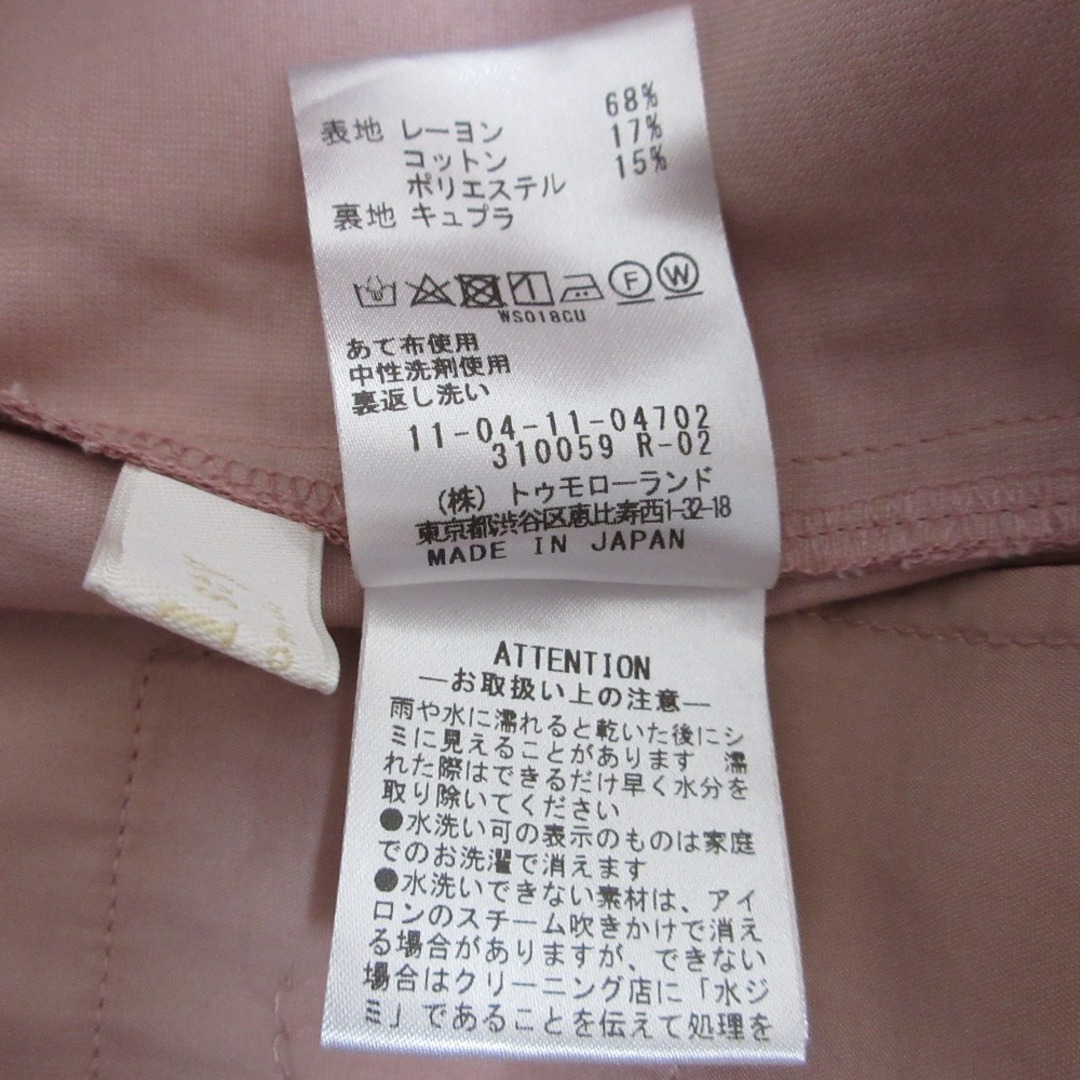 表地 レーヨン 68%
コットン 17%
ポリエステル 15%
裏地 キュプラ
F W
WS018CU
あて布使用
中性洗剤使用
裏返し洗い
11-04-11-04702
310059 R-02
(株) トゥモローランド
東京都渋谷区恵比寿西1-32-18
MADE IN JAPAN
ATTENTION
―お取扱い上の注意―
雨や水に濡れると乾いた後にシ
ミに見えることがあります 濡
れた際はできるだけ早く水分を
取り除いてください
●水洗い可の表示のものは家庭
でのお洗濯で消えます
●水洗いできない素材は、アイ
ロンのスチーム吹きかけで消え
る場合がありますが、できない
場合はクリーニング店に「水ジ
ミ」であることを伝えて処理を